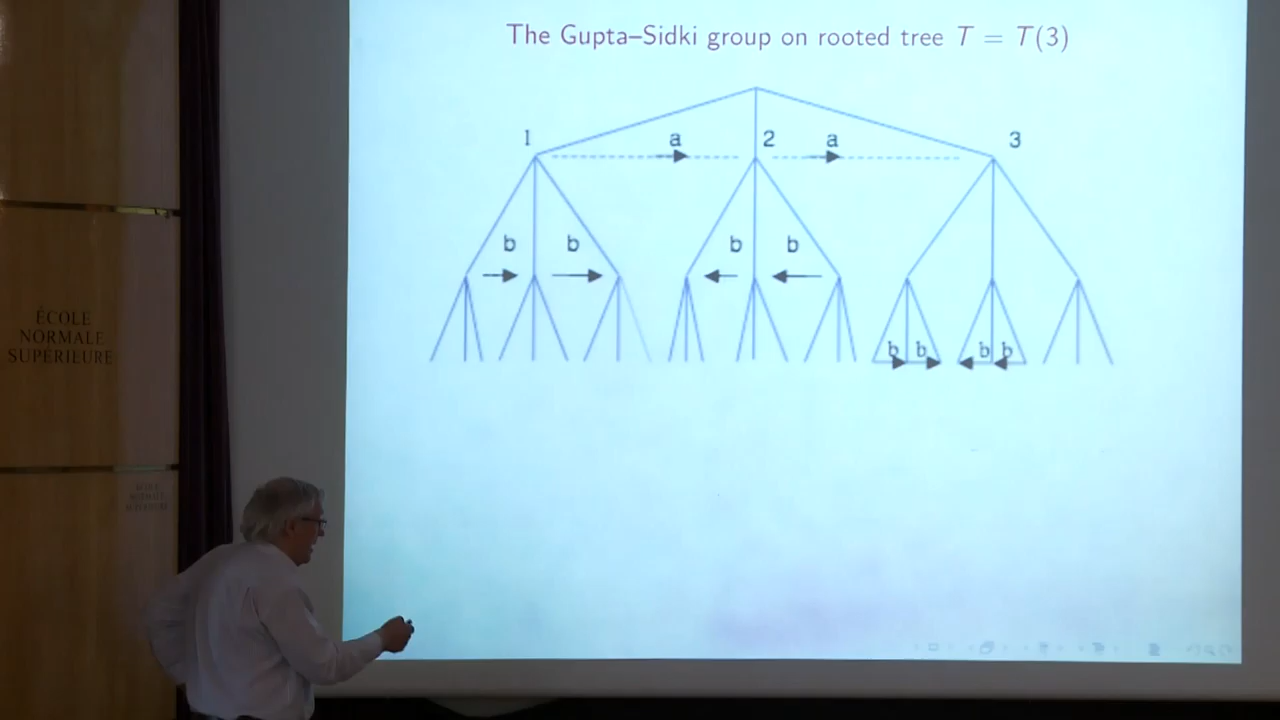 The Gupta–Sidki group on rooted tree T = T(3)
1 a 2 a 3
b b b b
b b b b
ÉCOLE
NORMALE
SUPÉRIEURE